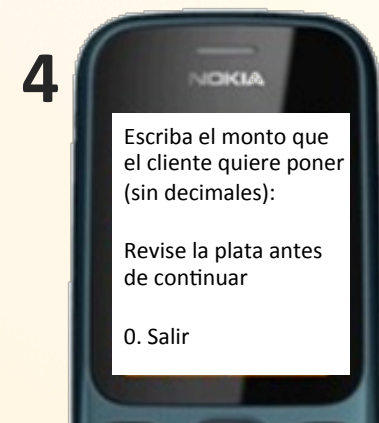 4
NOKIA
Escriba el monto que
el cliente quiere poner
(sin decimales):
Revise la plata antes
de continuar
0. Salir